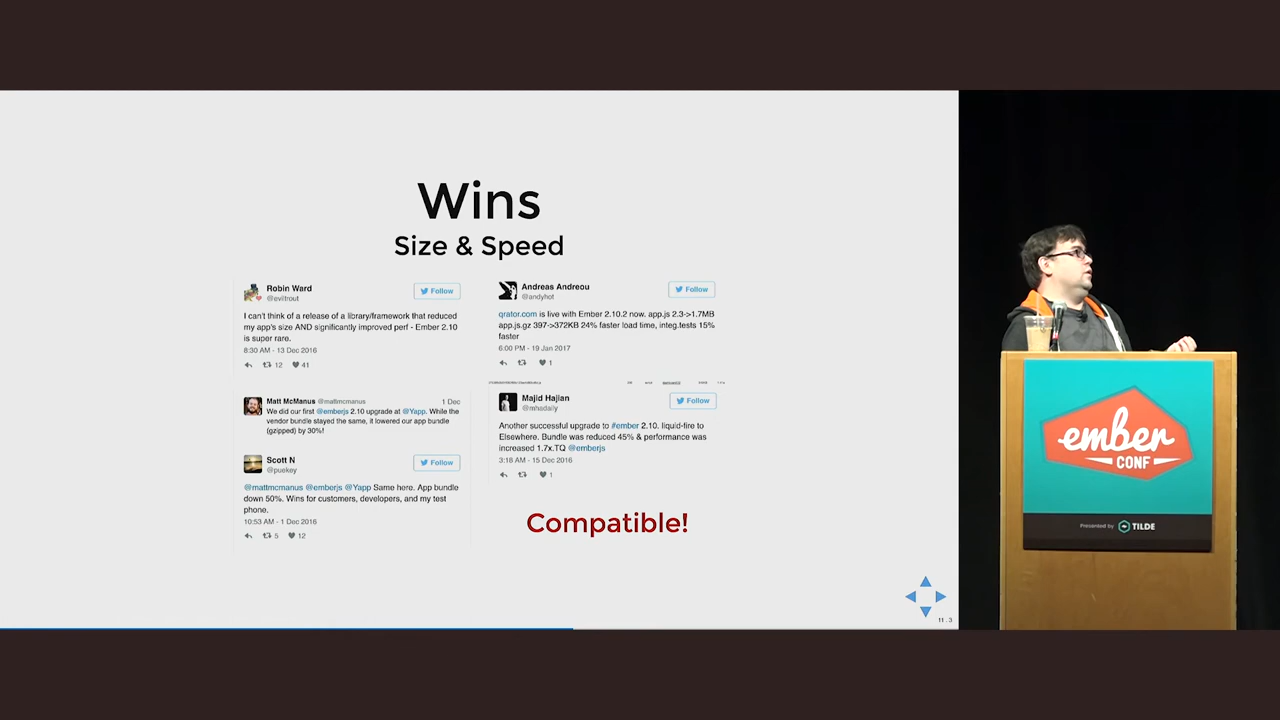 Wins
Size & Speed
Robin Ward
@eviltrout
Follow
I can't think of a release of a library/framework that reduced
my app's size AND significantly improved perf - Ember 2.10
is super rare.
8:30 AM - 13 Dec 2016
12 41
Matt McManus @mattmcmanus 1 Dec
We did our first @emberjs 2.10 upgrade at @Yapp. While the
vendor bundle stayed the same, it lowered our app bundle
(gzipped) by 30%!
Scott N
@puekey
Follow
@mattmcmanus @emberjs @Yapp Same here. App bundle
down 50%. Wins for customers, developers, and my test
phone.
10:53 AM - 1 Dec 2016
5 12
Andreas Andreou
@andyhot
Follow
qrator.com is live with Ember 2.10.2 now. app.js 2.3->1.7MB
app.js.gz 397->372KB 24% faster load time, integ.tests 15%
faster
6:00 PM - 19 Jan 2017
1
Majid Hajian
@mhadaily
Follow
Another successful upgrade to #ember 2.10. liquid-fire to
Elsewhere. Bundle was reduced 45% & performance was
increased 1.7x.TQ @emberjs
3:18 AM - 15 Dec 2016
1
Compatible!
11.3
ember
CONF
Presented by TILDE